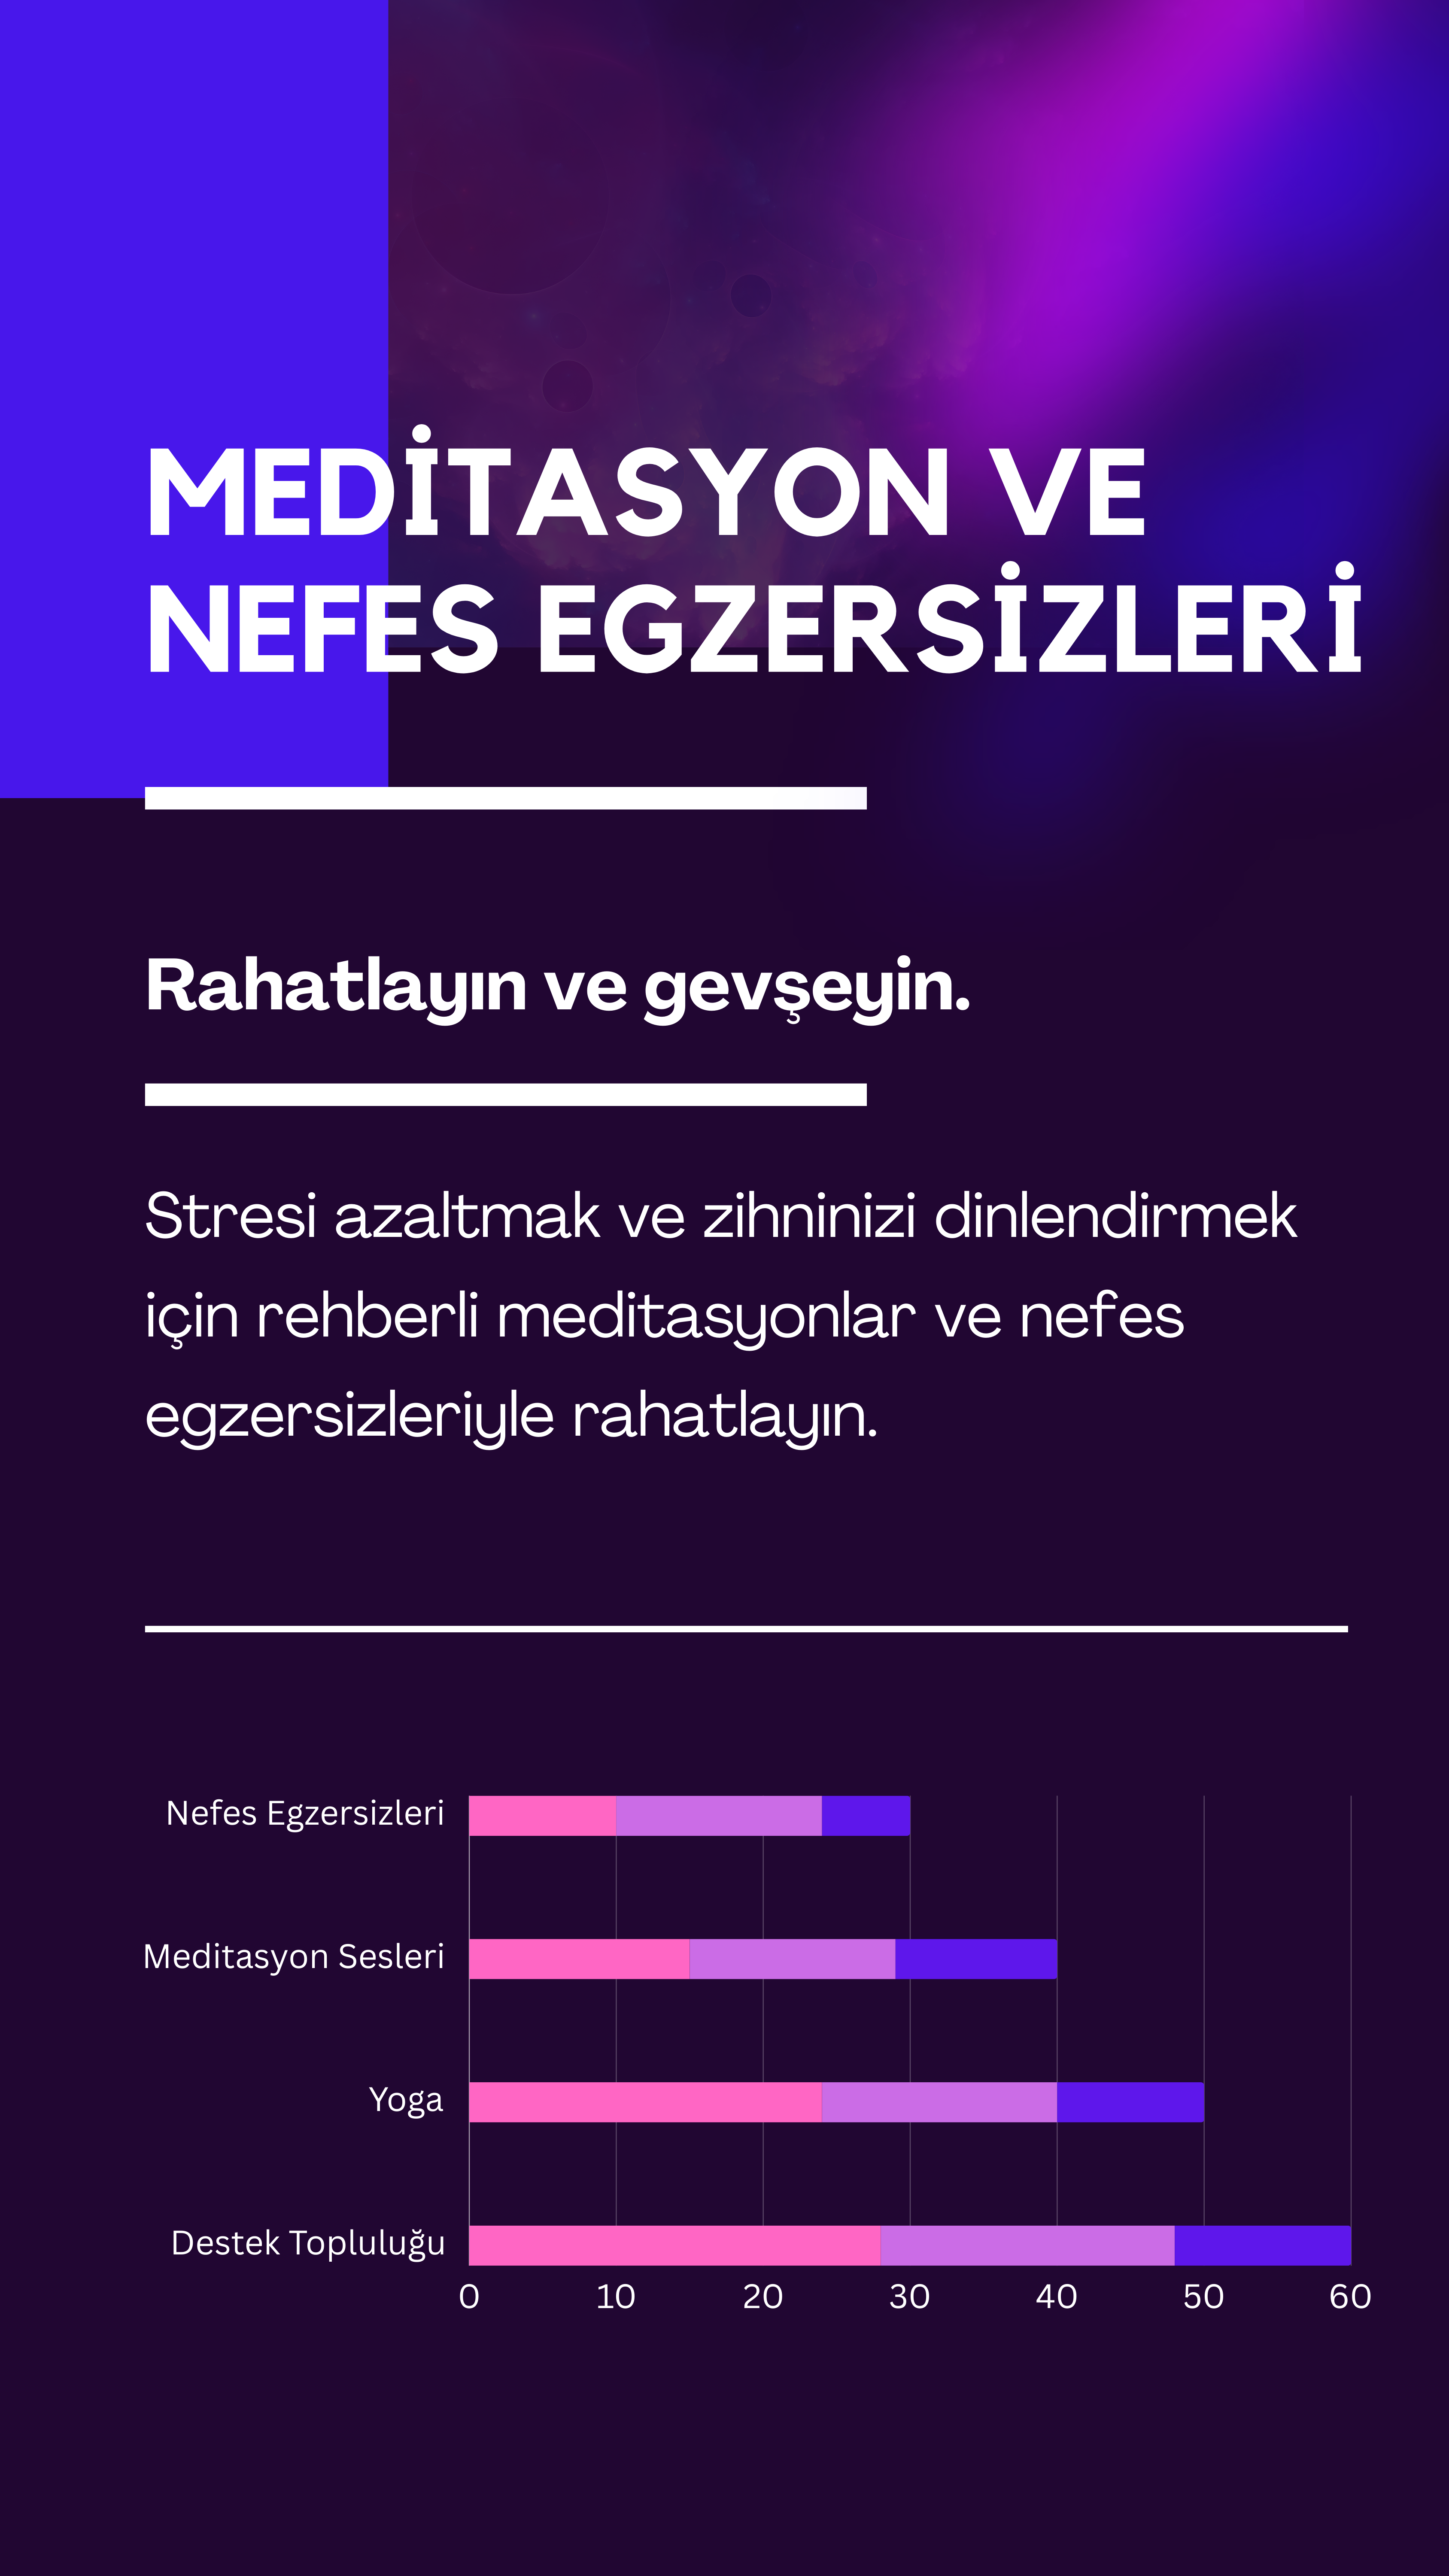 MEDİTASYON VE
NEFES EGZERSİZLERİ
Rahatlayın ve gevşeyin.
Stresi azaltmak ve zihninizi dinlendirmek
için rehberli meditasyonlar ve nefes
egzersizleriyle rahatlayın.
Nefes Egzersizleri
Meditasyon Sesleri
Yoga
Destek Topluluğu
0 10 20 30 40 50 60